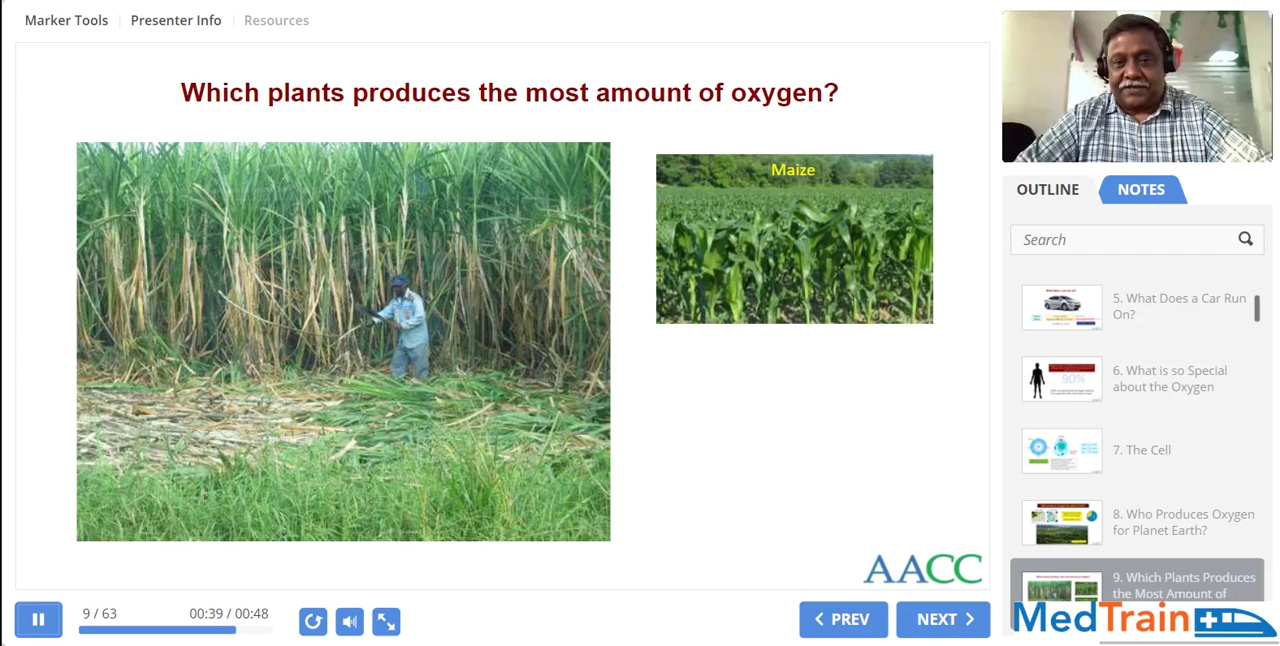 Marker Tools
Presenter Info
Resources
Which plants produces the most amount of oxygen?
Maize
AACC
OUTLINE
NOTES
Search
5. What Does a Car Run
On?
90%
6. What is so Special
about the Oxygen
7. The Cell
8. Who Produces Oxygen
for Planet Earth?
9. Which Plants Produces
the Most Amount of
9 / 63
00:39 / 00:48
PREV
NEXT
MedTrain